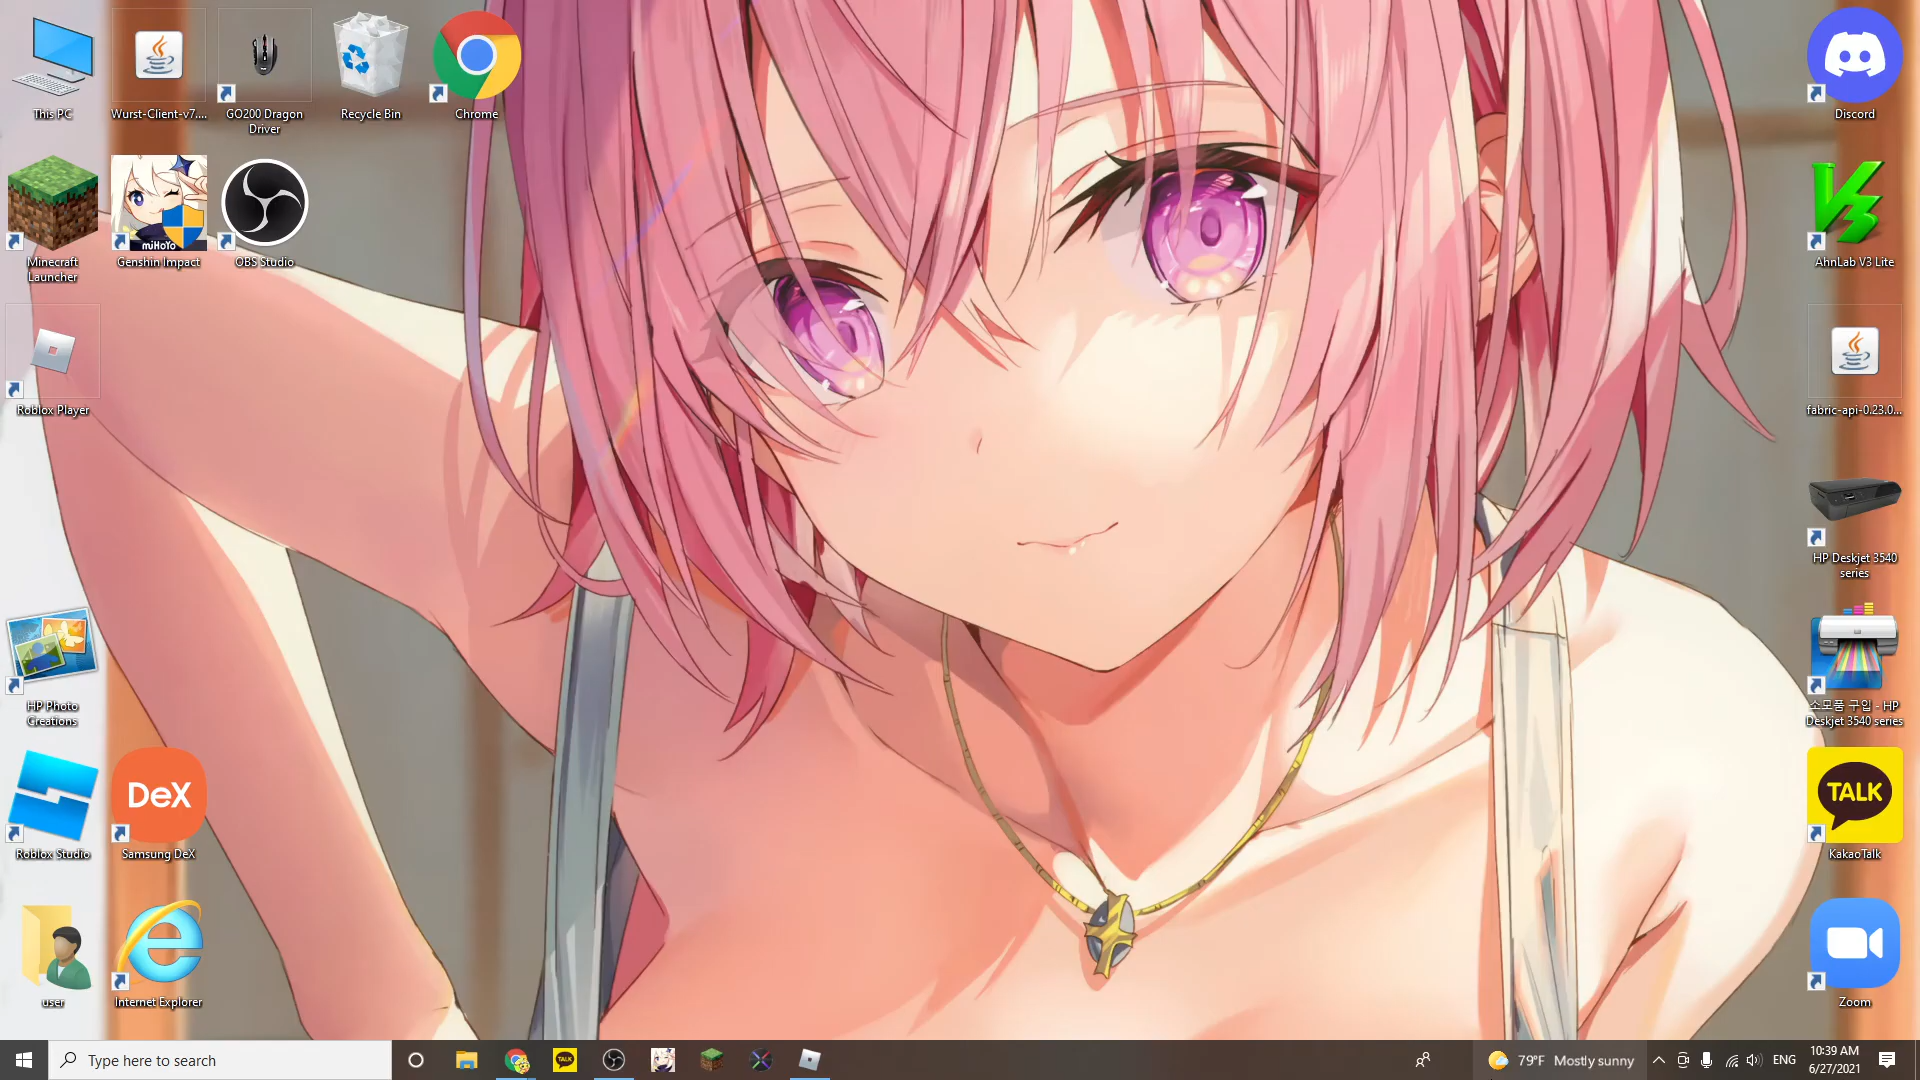 This PC
Wurst-Client-v7....
GO200 Dragon
Driver
Recycle Bin
Chrome
Discord
Minecraft
Launcher
miHoYo
Genshin Impact
OBS Studio
AhnLab V3 Lite
Roblox Player
fabric-api-0.23.0...
HP Deskjet 3540
series
HP Photo
Creations
소모품 구입 - HP
Deskjet 3540 series
Roblox Studio
DeX
Samsung DeX
TALK
KakaoTalk
user
Internet Explorer
Zoom
Type here to search
TALK
79°F Mostly sunny
ENG
10:39 AM
6/27/2021